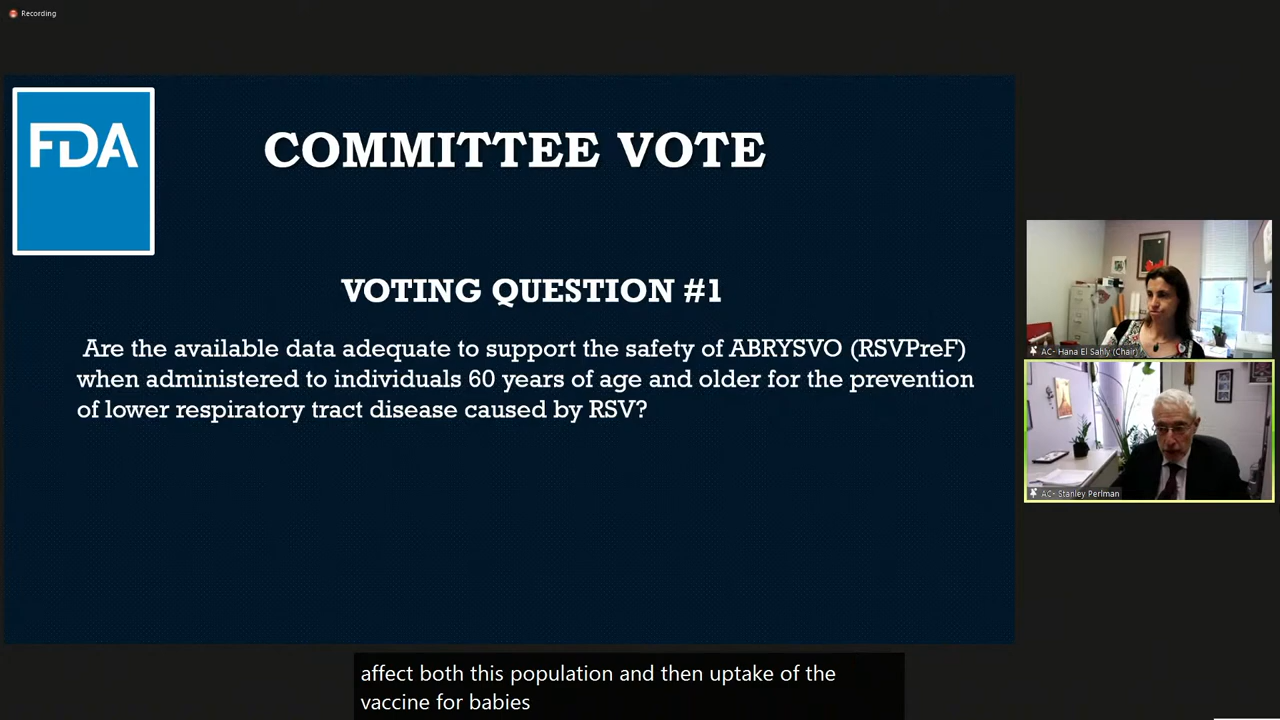 Recording
FDA
COMMITTEE VOTE
VOTING QUESTION #1
Are the available data adequate to support the safety of ABRYSVO (RSVPreF)
when administered to individuals 60 years of age and older for the prevention
of lower respiratory tract disease caused by RSV?
AC- Hana El Sahly (Chair)
AC- Stanley Perlman
affect both this population and then uptake of the
vaccine for babies